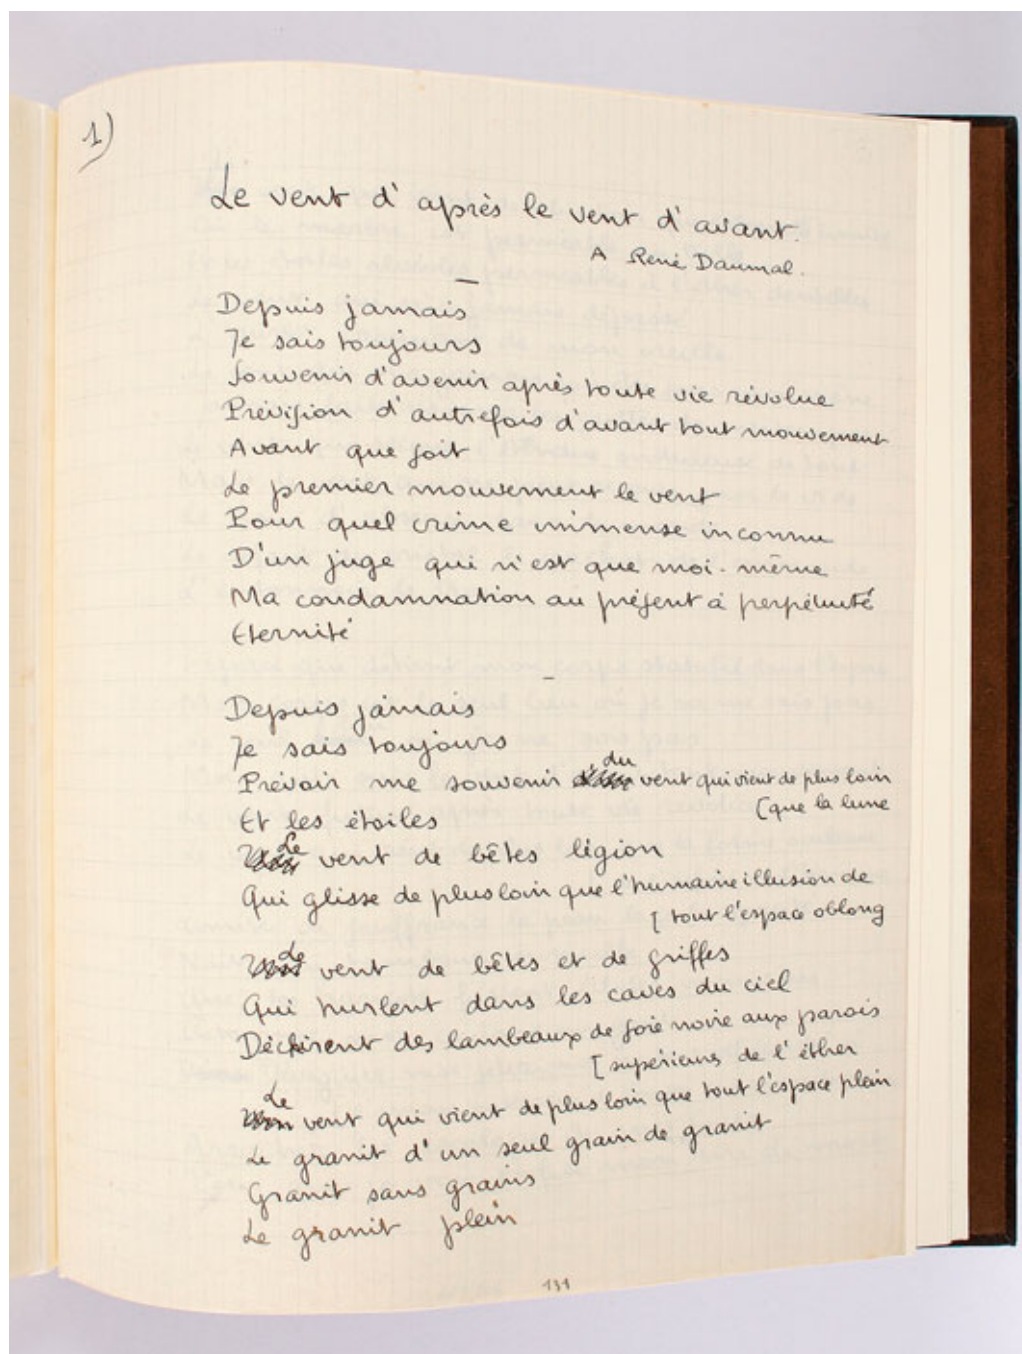 1)
Le vent d'après le vent d'avant.
A René Daumal.
Depuis jamais
Je sais toujours
Souvenir d'avenir après toute vie révolue
Prévision d'autrefois d'avant tout mouvement
Avant que soit
Le premier mouvement le vent
Pour quel crime immense inconnu
D'un juge qui n'est que moi-même
Ma condamnation au présent à perpétuité
Eternité
Depuis jamais
Je sais toujours
Prévoir me souvenir du vent qui vient de plus loin
[que la lune
Et les étoiles
Le vent de bêtes légion
Qui glisse de plus loin que l'humaine illusion de
[tout l'espace oblong
Le vent de bêtes et de griffes
Qui hurlent dans les caves du ciel
Déchirent des lambeaux de soie noire aux parois
[supérieures de l'éther
Le vent qui vient de plus loin que tout l'espace plein
Le granit d'un seul grain de granit
Granit sans grains
Le granit plein
131